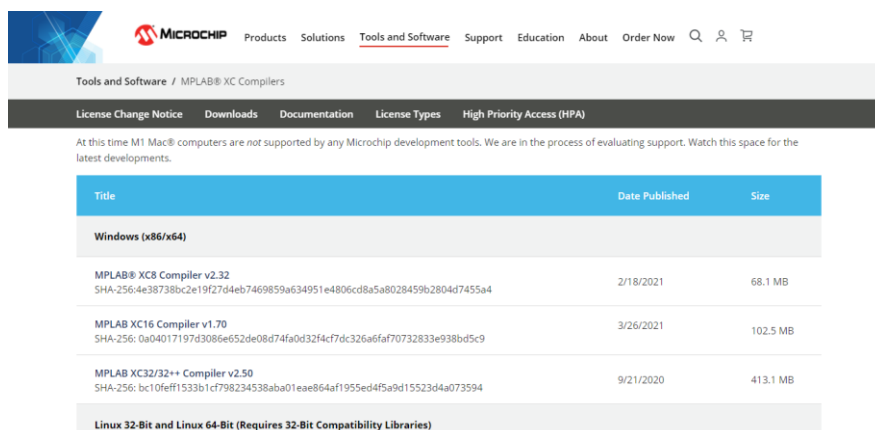 MICROCHIP
Products Solutions Tools and Software Support Education About Order Now
Tools and Software / MPLAB® XC Compilers
License Change Notice Downloads Documentation License Types High Priority Access (HPA)
At this time M1 Mac® computers are not supported by any Microchip development tools. We are in the process of evaluating support. Watch this space for the
latest developments.
Title Date Published Size
Windows (x86/x64)
MPLAB® XC8 Compiler v2.32
SHA-256:4e38738bc2e19f27d4eb7469859a634951e4806cd8a5a8028459b2804d7455a4
2/18/2021 68.1 MB
MPLAB XC16 Compiler v1.70
SHA-256: 0a04017197d3086e652de08d74fa0d32f4cf7dc326a6faf70732833e938bd5c9
3/26/2021 102.5 MB
MPLAB XC32/32++ Compiler v2.50
SHA-256: bc10feff1533b1cf798234538aba01eae864af1955ed4f5a9d15523d4a073594
9/21/2020 413.1 MB
Linux 32-Bit and Linux 64-Bit (Requires 32-Bit Compatibility Libraries)